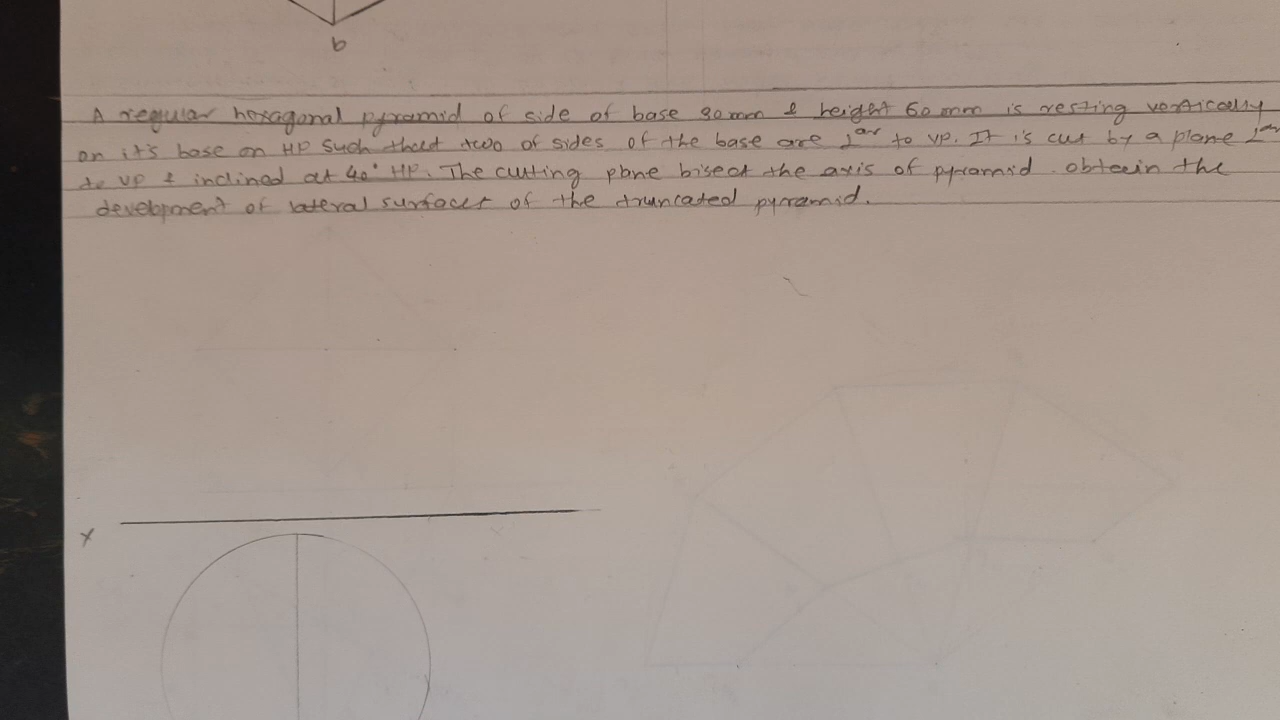 b
A regular hexagonal pyramid of side of base 30mm & height 60 mm is resting vertically
on it's base on HP such that two of sides of the base are ⊥ar to VP. It is cut by a plane ⊥ar
to VP & inclined at 40° HP. The cutting plane bisect the axis of pyramid. obtain the
development of lateral surfaces of the truncated pyramid.
X